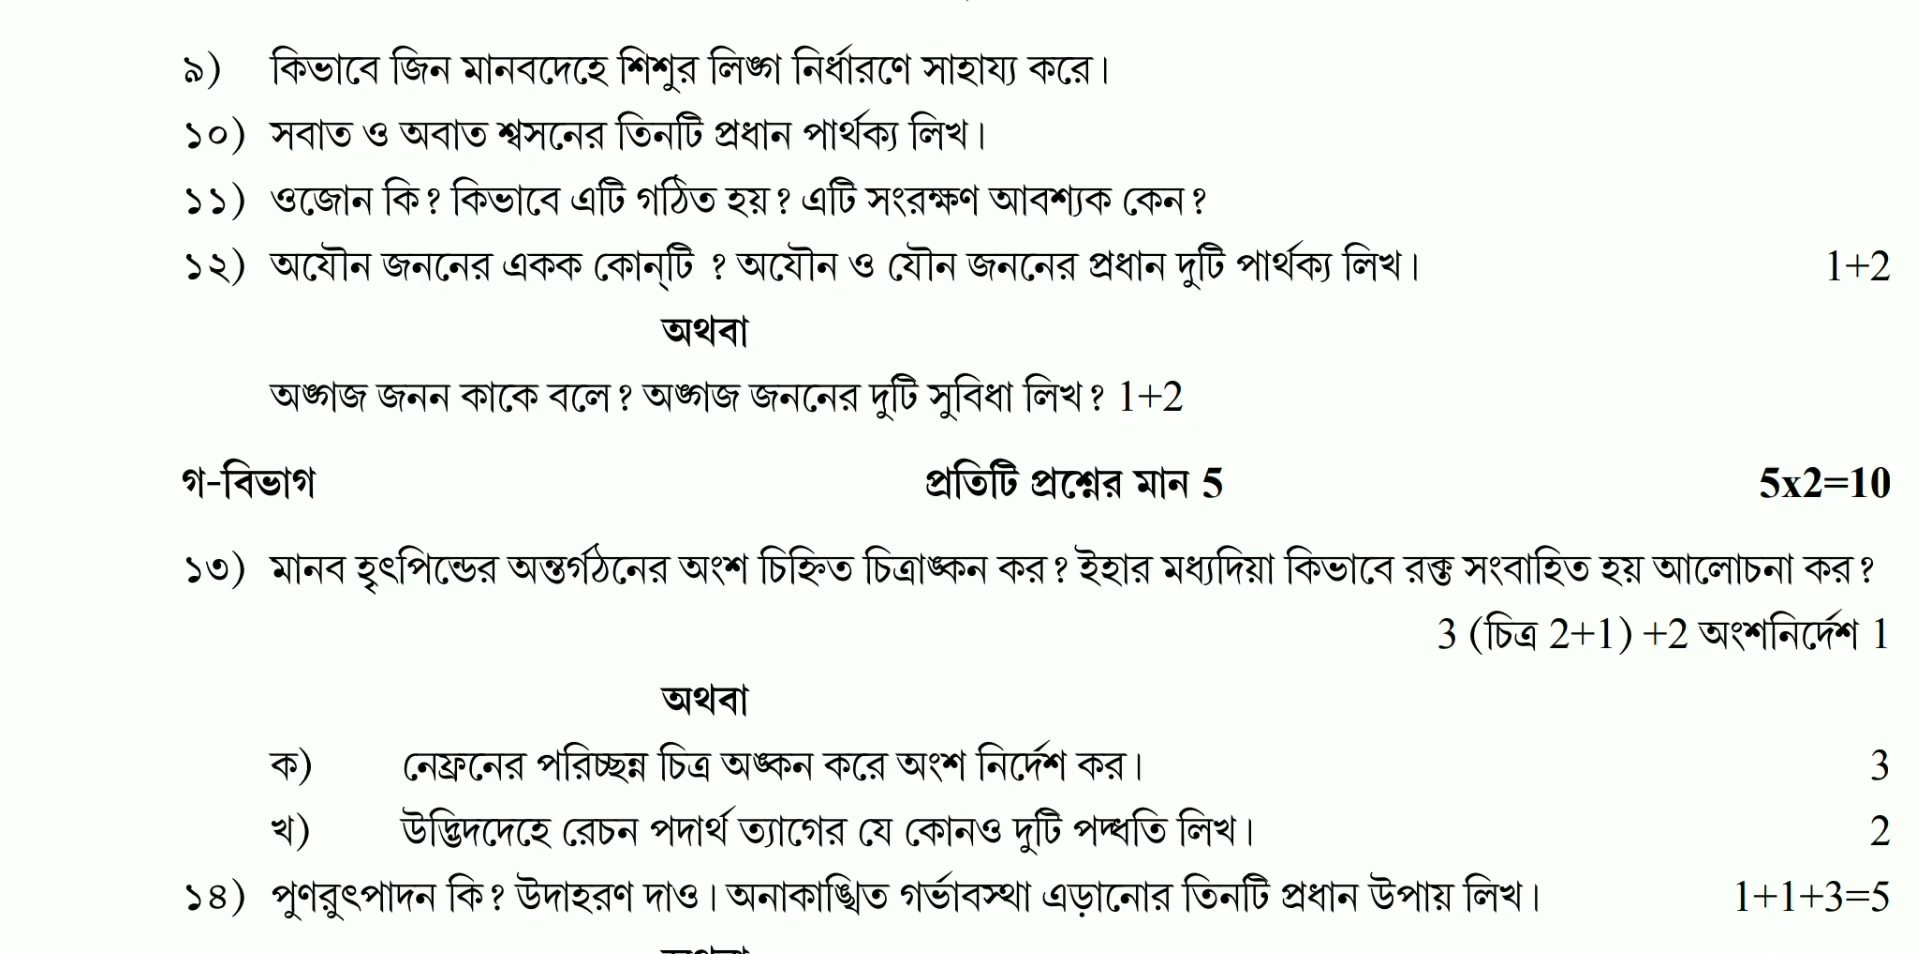 ৯) কিভাবে জিন মানবদেহে শিশুর লিঙ্গ নির্ধারণে সাহায্য করে।
১০) সবাত ও অবাত শ্বসনের তিনটি প্রধান পার্থক্য লিখ।
১১) ওজোন কি? কিভাবে এটি গঠিত হয়? এটি সংরক্ষণ আবশ্যক কেন?
১২) অযৌন জননের একক কোন্‌টি ? অযৌন ও যৌন জননের প্রধান দুটি পার্থক্য লিখ। 1+2
অথবা
অঙ্গজ জনন কাকে বলে? অঙ্গজ জননের দুটি সুবিধা লিখ? 1+2
গ-বিভাগ প্রতিটি প্রশ্নের মান 5 5x2=10
১৩) মানব হৃৎপিন্ডের অন্তর্গঠনের অংশ চিহ্নিত চিত্রাঙ্কন কর? ইহার মধ্যদিয়া কিভাবে রক্ত সংবাহিত হয় আলোচনা কর?
3 (চিত্র 2+1) +2 অংশনির্দেশ 1
অথবা
ক) নেফ্রনের পরিচ্ছন্ন চিত্র অঙ্কন করে অংশ নির্দেশ কর। 3
খ) উদ্ভিদদেহে রেচন পদার্থ ত্যাগের যে কোনও দুটি পদ্ধতি লিখ। 2
১৪) পুণরুৎপাদন কি? উদাহরণ দাও। অনাকাঙ্খিত গর্ভাবস্থা এড়ানোর তিনটি প্রধান উপায় লিখ। 1+1+3=5